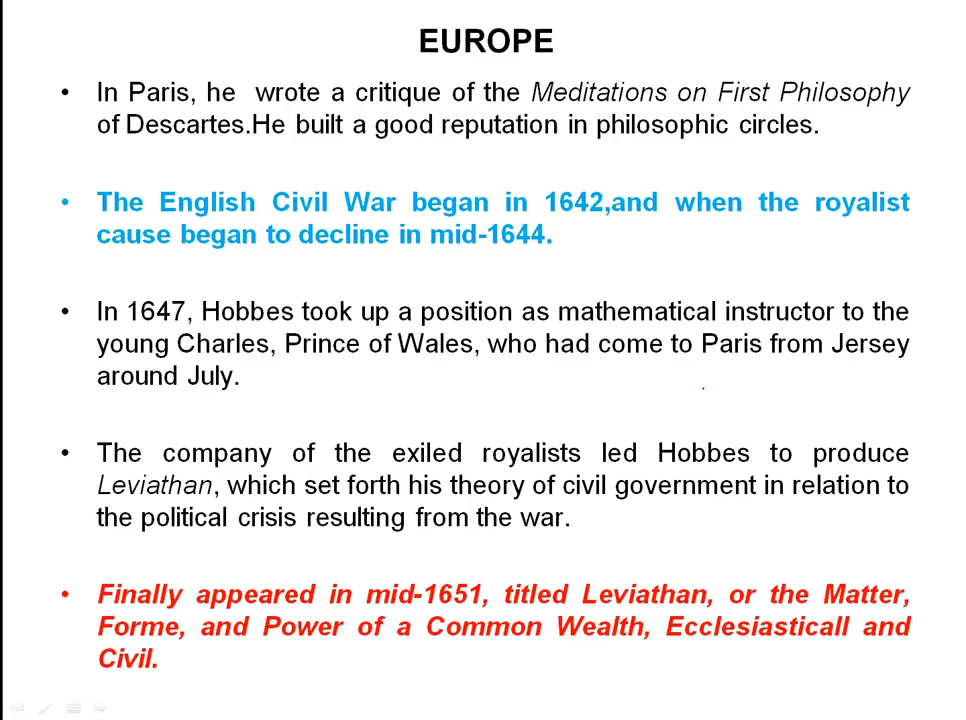 EUROPE
• In Paris, he wrote a critique of the Meditations on First Philosophy
of Descartes.He built a good reputation in philosophic circles.
• The English Civil War began in 1642,and when the royalist
cause began to decline in mid-1644.
• In 1647, Hobbes took up a position as mathematical instructor to the
young Charles, Prince of Wales, who had come to Paris from Jersey
around July.
• The company of the exiled royalists led Hobbes to produce
Leviathan, which set forth his theory of civil government in relation to
the political crisis resulting from the war.
• Finally appeared in mid-1651, titled Leviathan, or the Matter,
Forme, and Power of a Common Wealth, Ecclesiasticall and
Civil.